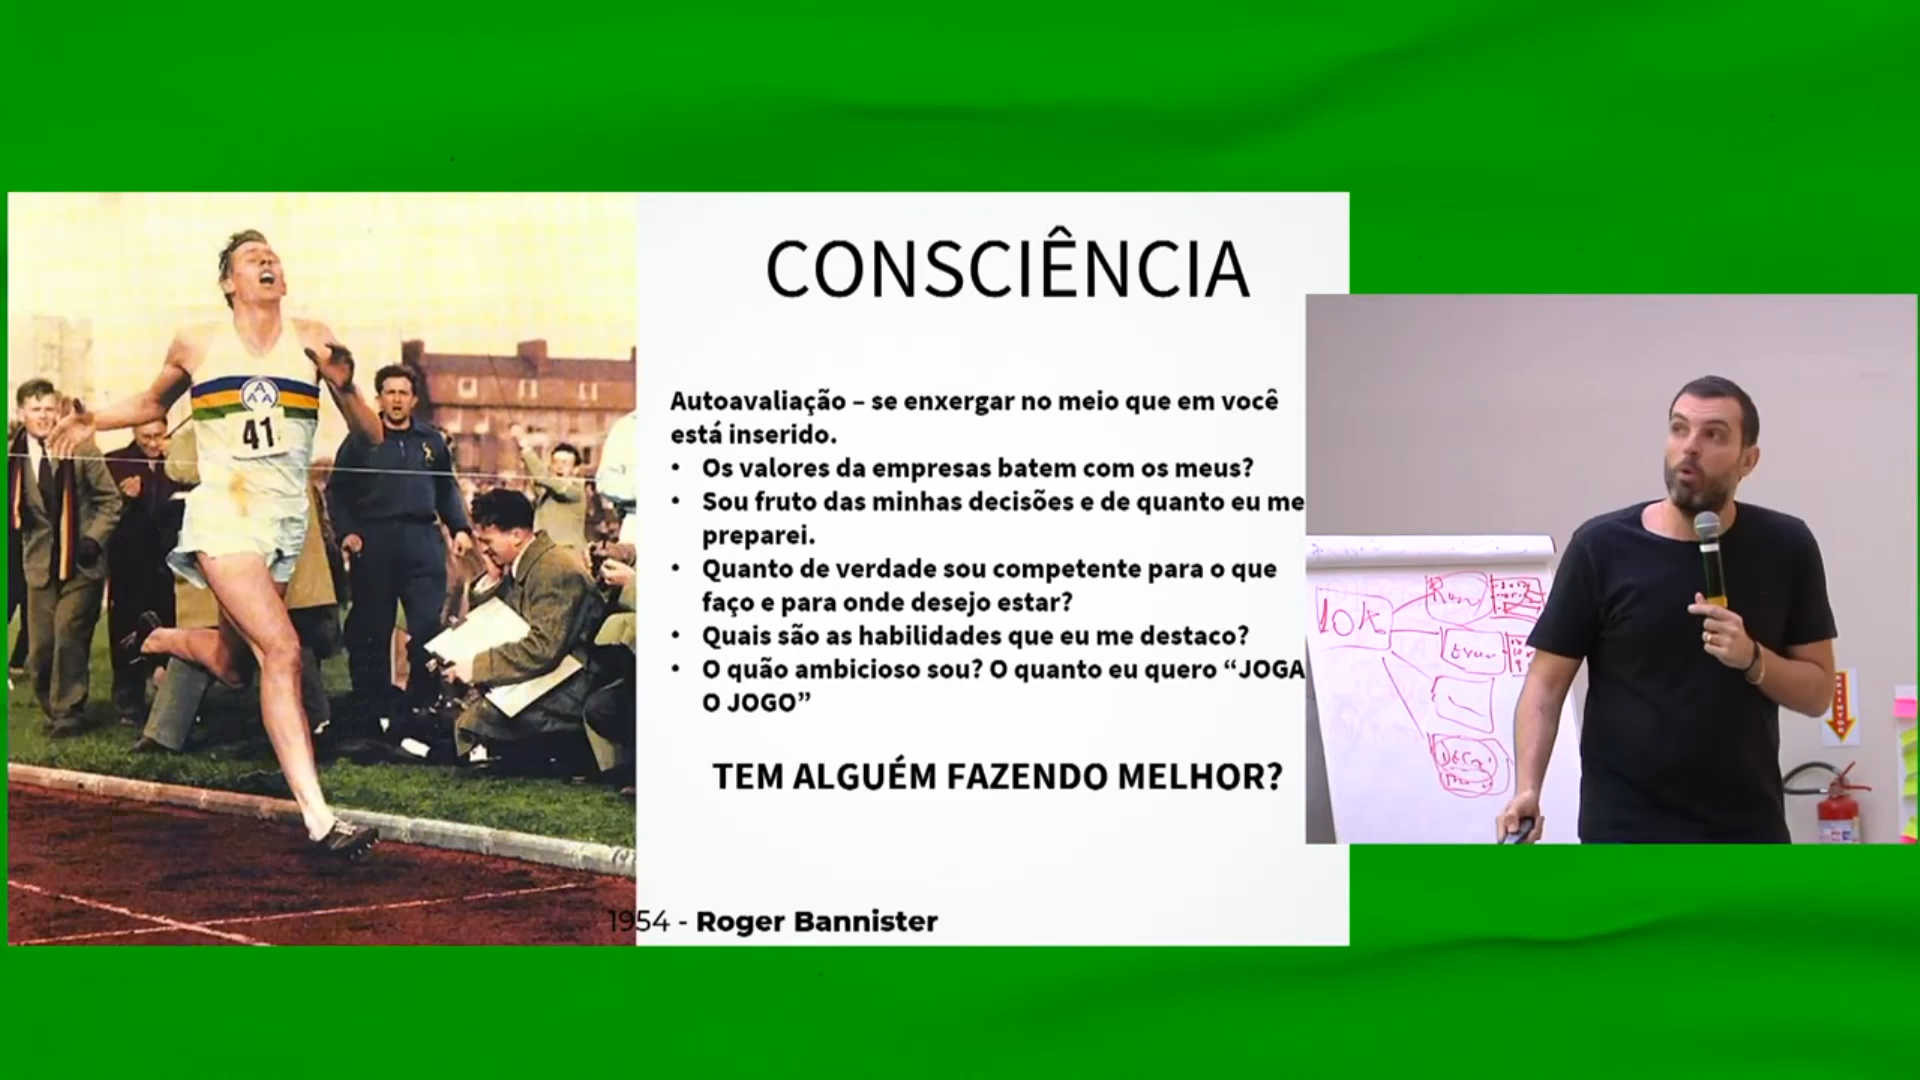 CONSCIÊNCIA
Autoavaliação – se enxergar no meio que em você
está inserido.
• Os valores da empresas batem com os meus?
• Sou fruto das minhas decisões e de quanto eu me
preparei.
• Quanto de verdade sou competente para o que
faço e para onde desejo estar?
• Quais são as habilidades que eu me destaco?
• O quão ambicioso sou? O quanto eu quero “JOGA
O JOGO”
TEM ALGUÉM FAZENDO MELHOR?
1954 - Roger Bannister
41
AAA
10K
EXTINTOR